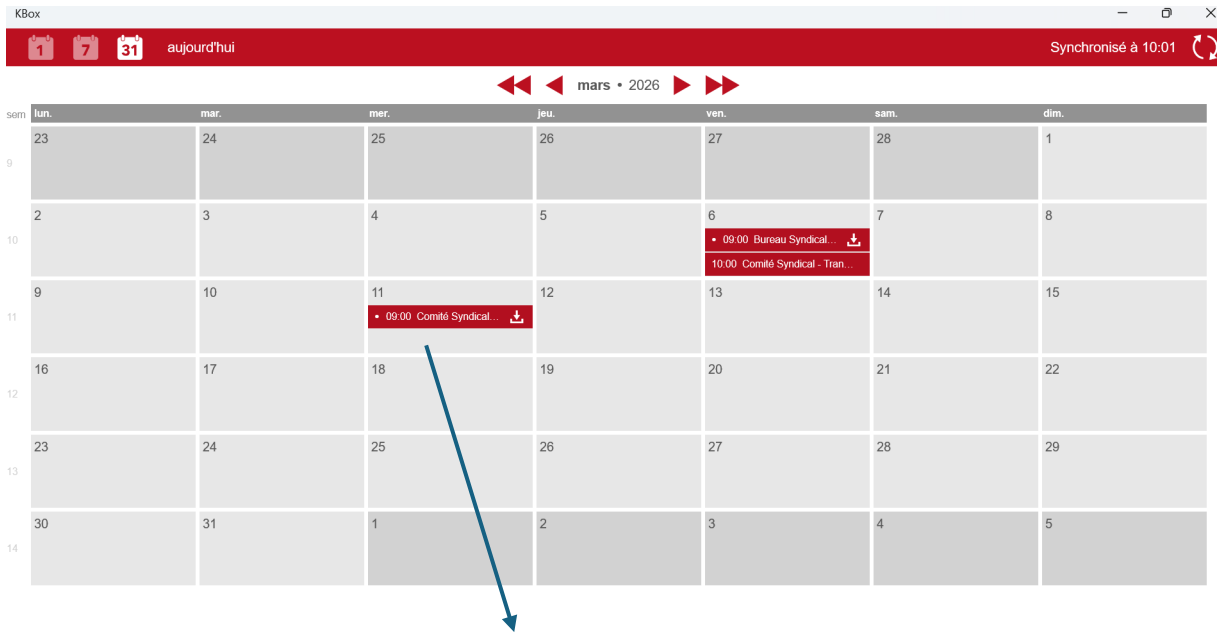 KBox
1 7 31 aujourd'hui Synchronisé à 10:01
mars • 2026
sem lun. mar. mer. jeu. ven. sam. dim.
9 23 24 25 26 27 28 1
10 2 3 4 5 6 7 8
• 09:00 Bureau Syndical...
10:00 Comité Syndical - Tran...
11 9 10 11 12 13 14 15
• 09:00 Comité Syndical...
12 16 17 18 19 20 21 22
13 23 24 25 26 27 28 29
14 30 31 1 2 3 4 5